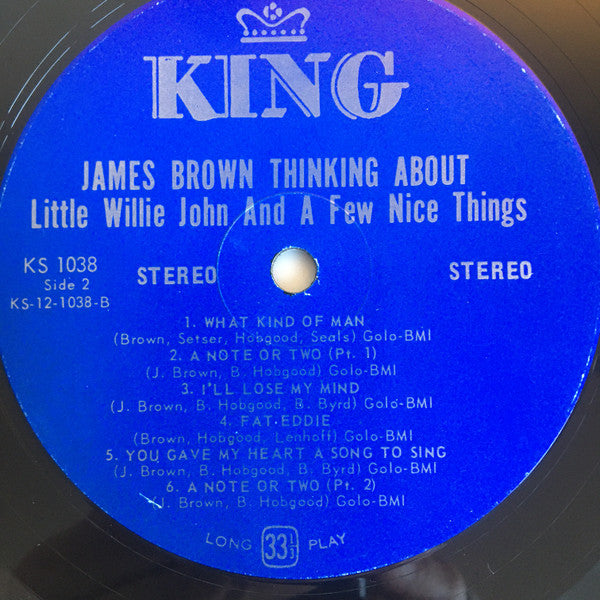 KING
JAMES BROWN THINKING ABOUT
Little Willie John And A Few Nice Things
KS 1038
Side 2
KS-12-1038-B
STEREO
STEREO
1. WHAT KIND OF MAN
(Brown, Setser, Hobgood, Seals) Golo-BMI
2. A NOTE OR TWO (Pt. 1)
(J. Brown, B. Hobgood) Golo-BMI
3. I'LL LOSE MY MIND
(J. Brown, B. Hobgood, B. Byrd) Golo-BMI
4. FAT EDDIE
(Brown, Hobgood, Lenhoff) Golo-BMI
5. YOU GAVE MY HEART A SONG TO SING
(J. Brown, B. Hobgood, B. Byrd) Golo-BMI
6. A NOTE OR TWO (Pt. 2)
(J. Brown, B. Hobgood) Golo-BMI
LONG 33⅓ PLAY